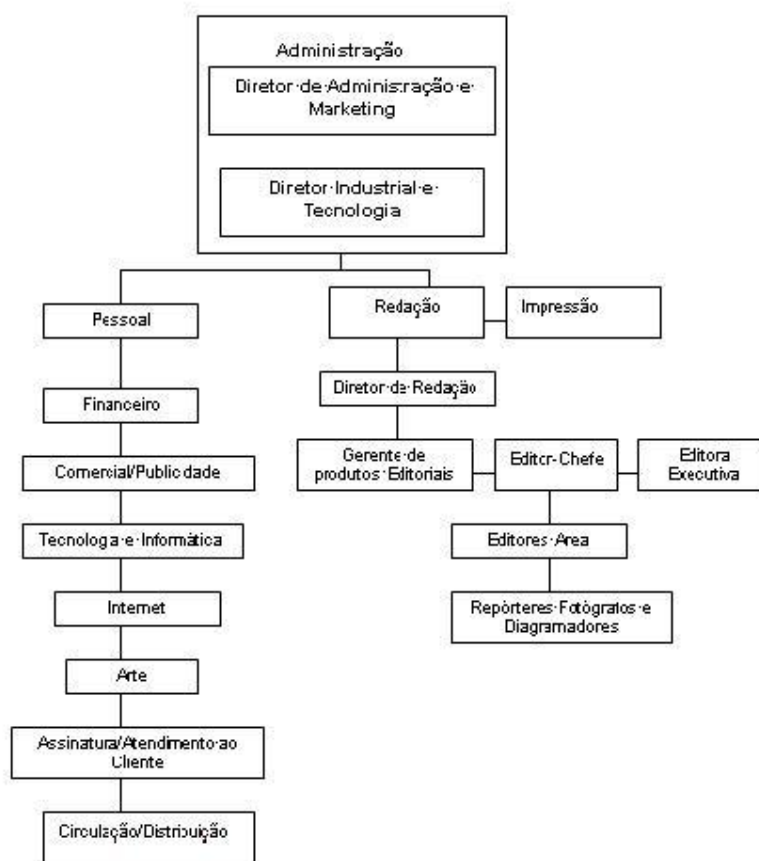 Administração
Diretor de Administração e
Marketing
Diretor Industrial e
Tecnologia
Pessoal
Redação
Impressão
Diretor de Redação
Financeiro
Gerente de
produtos Editoriais
Editor-Chefe
Editora
Executiva
Comercial/Publicidade
Tecnologia e Informática
Editores Area
Internet
Repórteres Fotógrafos e
Diagramadores
Arte
Assinatura/Atendimento ao
Cliente
Circulação/Distribuição